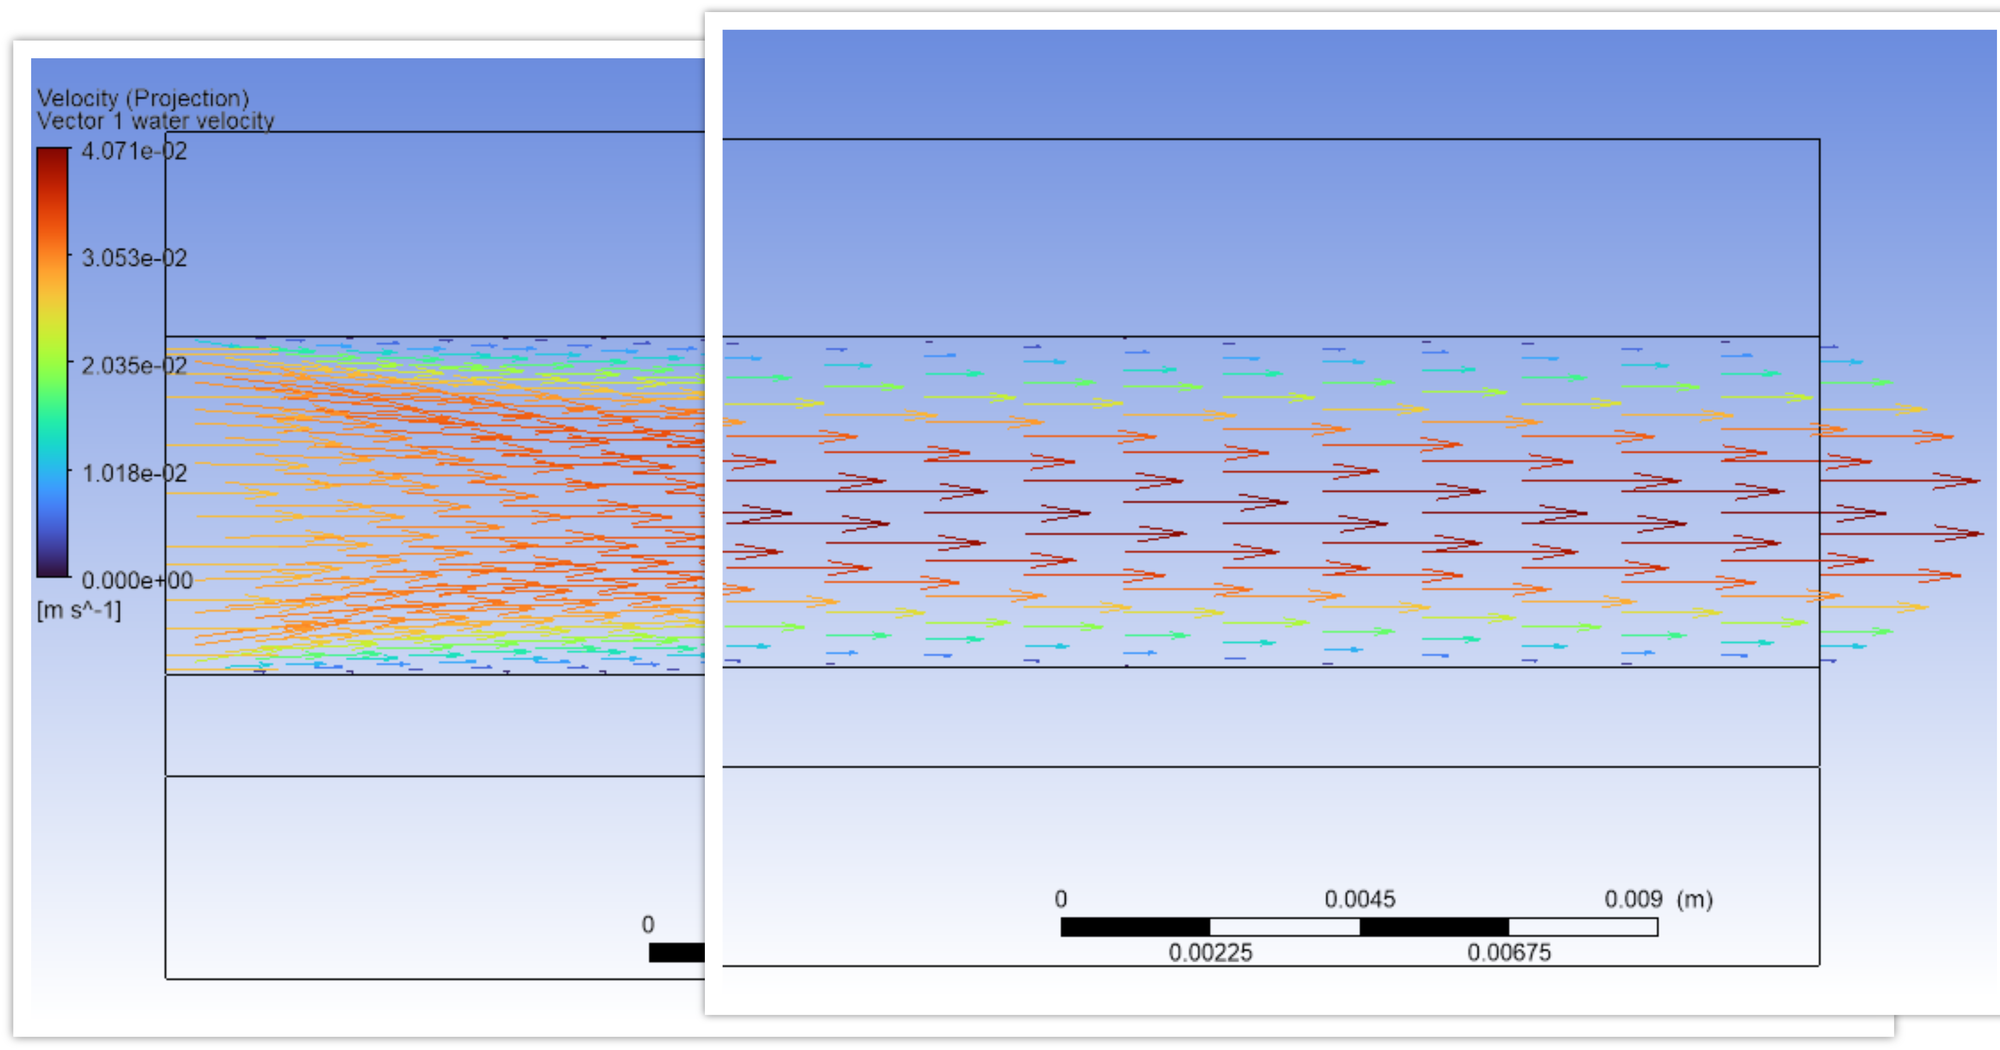 Velocity (Projection)
Vector 1 water velocity
4.071e-02
3.053e-02
2.035e-02
1.018e-02
0.000e+00
[m s^-1]
0
0 0.0045 0.009 (m)
0.00225 0.00675